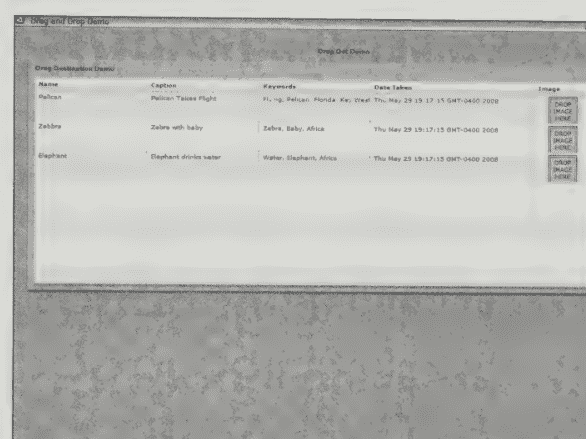 Drag and Drop Demo
Drag Out Demo
Drag Destination Demo
Name Caption Keywords Date Taken Image
Pelican Pelican Takes Flight Pelican, Florida Key West Thu May 29 19:17:15 GMT-0400 2008 DROP IMAGE HERE
Zebbra Zebra with baby Zebra, Baby, Africa Thu May 29 19:17:15 GMT-0400 2008 DROP IMAGE HERE
Elephant Elephant drinks water Water, Elephant, Africa Thu May 29 19:17:15 GMT-0400 2008 DROP IMAGE HERE